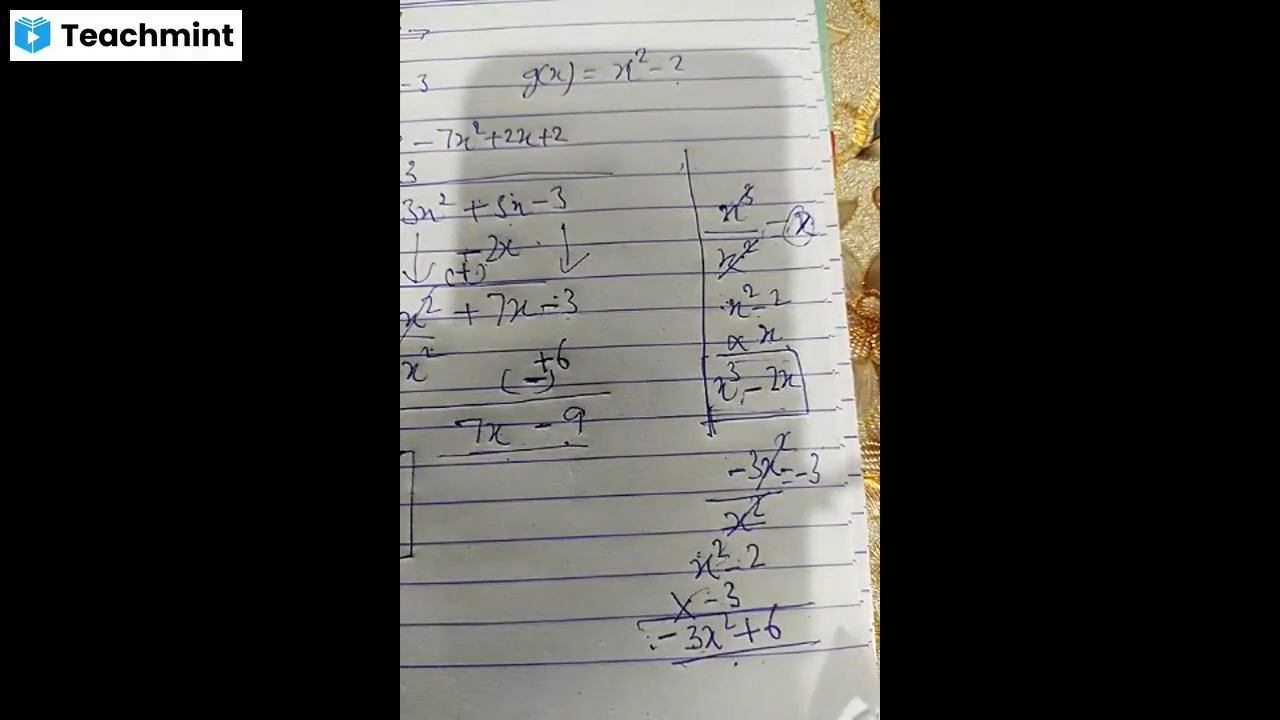 Teachmint
-3
g(x) = x² - 2
- 7x² + 2x + 2
3
3x² + 5x - 3
- 2x
(+)
x² + 7x - 3
x²
+6
(-)
7x - 9
x³
= x
x²
x² - 2
× x
x³ - 2x
-3x² = -3
x²
x² - 2
× - 3
- 3x² + 6